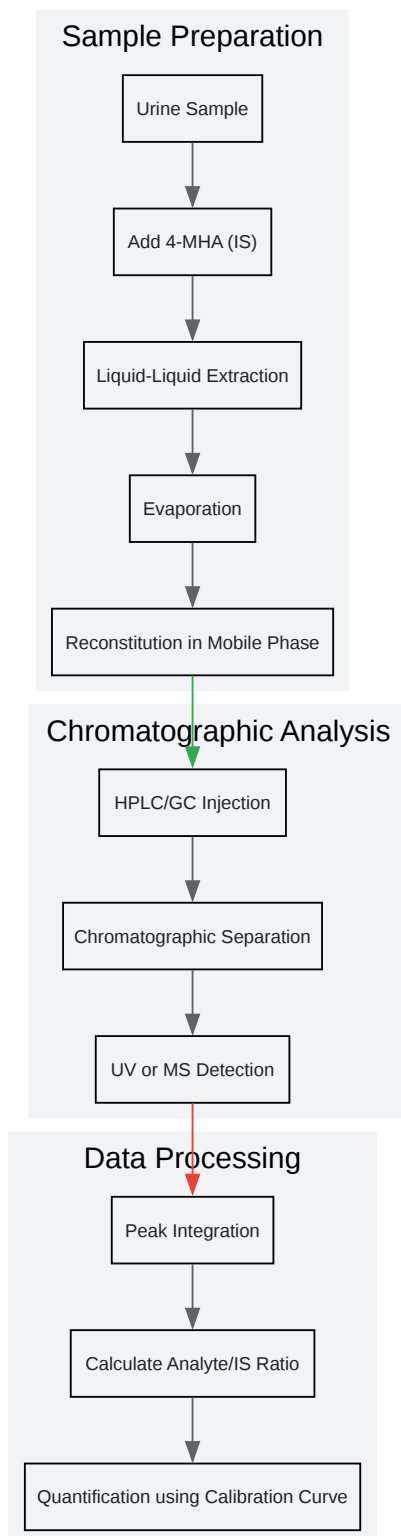 Sample Preparation
Urine Sample
Add 4-MHA (IS)
Liquid-Liquid Extraction
Evaporation
Reconstitution in Mobile Phase
Chromatographic Analysis
HPLC/GC Injection
Chromatographic Separation
UV or MS Detection
Data Processing
Peak Integration
Calculate Analyte/IS Ratio
Quantification using Calibration Curve